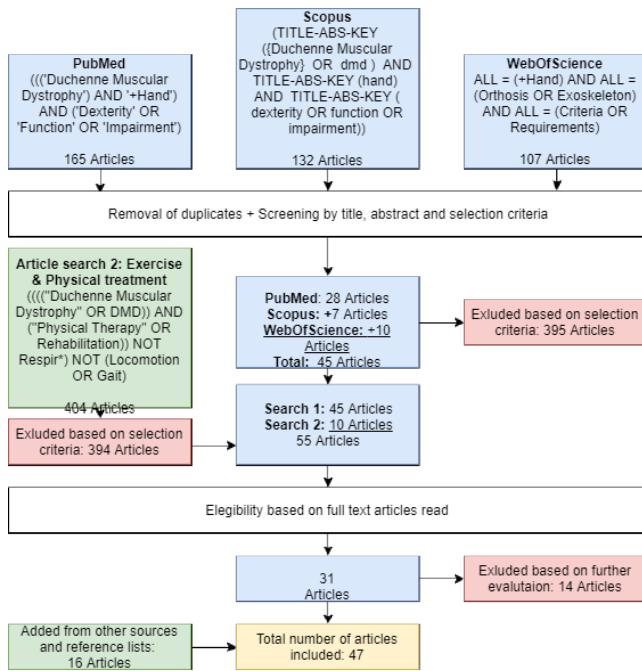 PubMed
((('Duchenne Muscular
Dystrophy') AND '+Hand')
AND ('Dexterity' OR
'Function' OR 'Impairment')
165 Articles
Scopus
(TITLE-ABS-KEY
({Duchenne Muscular
Dystrophy} OR dmd ) AND
TITLE-ABS-KEY (hand)
AND TITLE-ABS-KEY (
dexterity OR function OR
impairment))
132 Articles
WebOfScience
ALL = (+Hand) AND ALL =
(Orthosis OR Exoskeleton)
AND ALL = (Criteria OR
Requirements)
107 Articles
Removal of duplicates + Screening by title, abstract and selection criteria
Article search 2: Exercise
& Physical treatment
(((("Duchenne Muscular
Dystrophy" OR DMD)) AND
("Physical Therapy" OR
Rehabilitation)) NOT
Respir*) NOT (Locomotion
OR Gait)
404 Articles
PubMed: 28 Articles
Scopus: +7 Articles
WebOfScience: +10
Articles
Total: 45 Articles
Exluded based on selection
criteria: 395 Articles
Exluded based on selection
criteria: 394 Articles
Search 1: 45 Articles
Search 2: 10 Articles
55 Articles
Elegibility based on full text articles read
31
Articles
Exluded based on further
evalutaion: 14 Articles
Added from other sources
and reference lists:
16 Articles
Total number of articles
included: 47